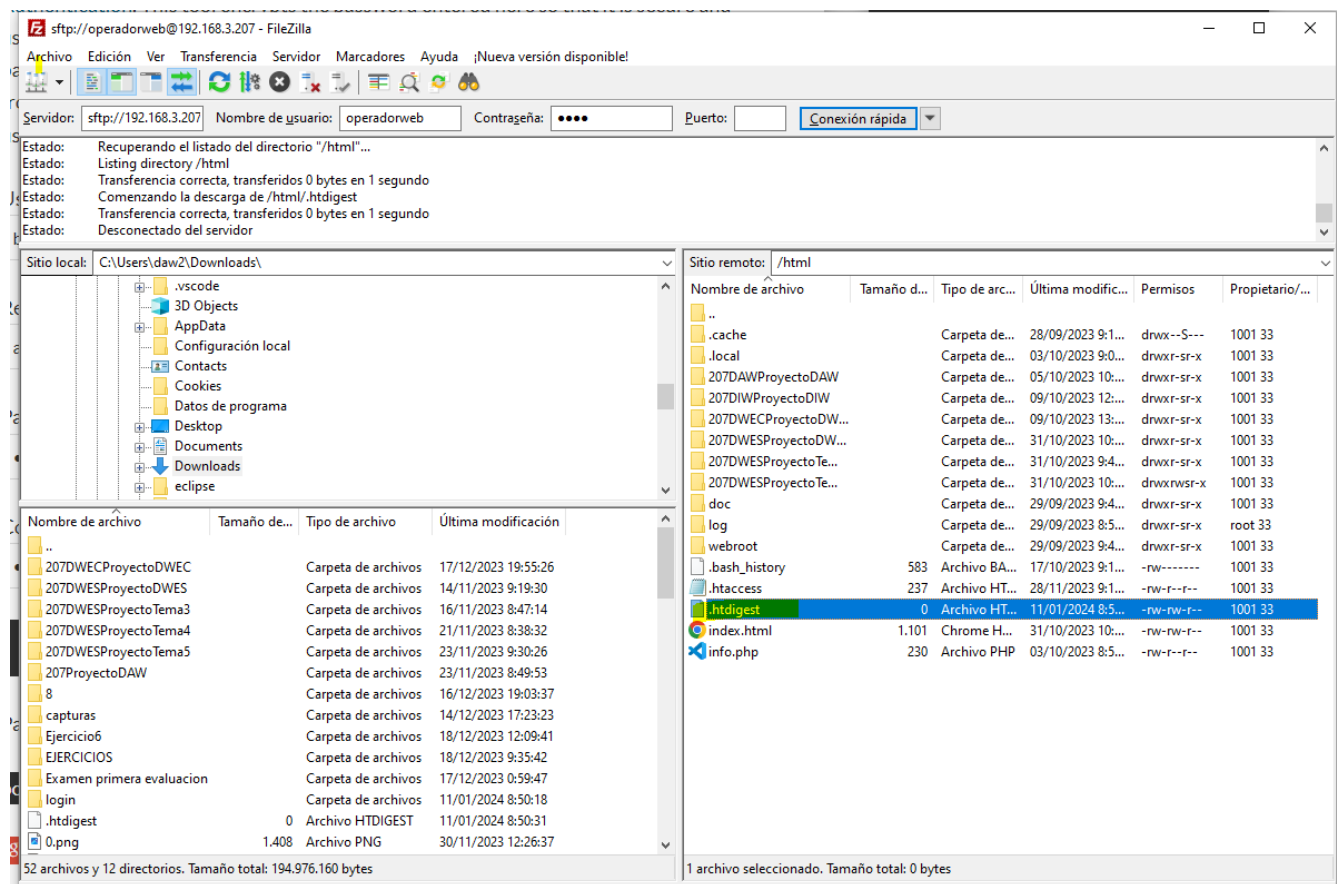 sftp://operadorweb@192.168.3.207 - FileZilla
Archivo Edición Ver Transferencia Servidor Marcadores Ayuda ¡Nueva versión disponible!
Servidor: sftp://192.168.3.207 Nombre de usuario: operadorweb Contraseña: •••• Puerto: Conexión rápida
Estado: Recuperando el listado del directorio "/html"...
Estado: Listing directory /html
Estado: Transferencia correcta, transferidos 0 bytes en 1 segundo
Estado: Comenzando la descarga de /html/.htdigest
Estado: Transferencia correcta, transferidos 0 bytes en 1 segundo
Estado: Desconectado del servidor
Sitio local: C:\Users\daw2\Downloads\
.vscode
3D Objects
AppData
Configuración local
Contacts
Cookies
Datos de programa
Desktop
Documents
Downloads
eclipse
Nombre de archivo Tamaño de... Tipo de archivo Última modificación
..
207DWECProyectoDWEC Carpeta de archivos 17/12/2023 19:55:26
207DWESProyectoDWES Carpeta de archivos 14/11/2023 9:19:30
207DWESProyectoTema3 Carpeta de archivos 16/11/2023 8:47:14
207DWESProyectoTema4 Carpeta de archivos 21/11/2023 8:38:32
207DWESProyectoTema5 Carpeta de archivos 23/11/2023 9:30:26
207ProyectoDAW Carpeta de archivos 23/11/2023 8:49:53
8 Carpeta de archivos 16/12/2023 19:03:37
capturas Carpeta de archivos 14/12/2023 17:23:23
Ejercicio6 Carpeta de archivos 18/12/2023 12:09:41
EJERCICIOS Carpeta de archivos 18/12/2023 9:35:42
Examen primera evaluacion Carpeta de archivos 17/12/2023 0:59:47
login Carpeta de archivos 11/01/2024 8:50:18
.htdigest 0 Archivo HTDIGEST 11/01/2024 8:50:31
0.png 1.408 Archivo PNG 30/11/2023 12:26:37
52 archivos y 12 directorios. Tamaño total: 194.976.160 bytes
Sitio remoto: /html
Nombre de archivo Tamaño d... Tipo de arc... Última modific... Permisos Propietario/...
..
.cache Carpeta de... 28/09/2023 9:1... drwx--S--- 1001 33
.local Carpeta de... 03/10/2023 9:0... drwxr-sr-x 1001 33
207DAWProyectoDAW Carpeta de... 05/10/2023 10:... drwxr-sr-x 1001 33
207DIWProyectoDIW Carpeta de... 09/10/2023 12:... drwxr-sr-x 1001 33
207DWECProyectoDW... Carpeta de... 09/10/2023 13:... drwxr-sr-x 1001 33
207DWESProyectoDW... Carpeta de... 31/10/2023 10:... drwxr-sr-x 1001 33
207DWESProyectoTe... Carpeta de... 31/10/2023 9:4... drwxr-sr-x 1001 33
207DWESProyectoTe... Carpeta de... 31/10/2023 10:... drwxrwsr-x 1001 33
doc Carpeta de... 29/09/2023 9:4... drwxr-sr-x 1001 33
log Carpeta de... 29/09/2023 8:5... drwxr-sr-x root 33
webroot Carpeta de... 29/09/2023 9:4... drwxr-sr-x 1001 33
.bash_history 583 Archivo BA... 17/10/2023 9:1... -rw------- 1001 33
.htaccess 237 Archivo HT... 28/11/2023 9:1... -rw-r--r-- 1001 33
.htdigest 0 Archivo HT... 11/01/2024 8:5... -rw-rw-r-- 1001 33
index.html 1.101 Chrome H... 31/10/2023 10:... -rw-rw-r-- 1001 33
info.php 230 Archivo PHP 03/10/2023 8:5... -rw-r--r-- 1001 33
1 archivo seleccionado. Tamaño total: 0 bytes